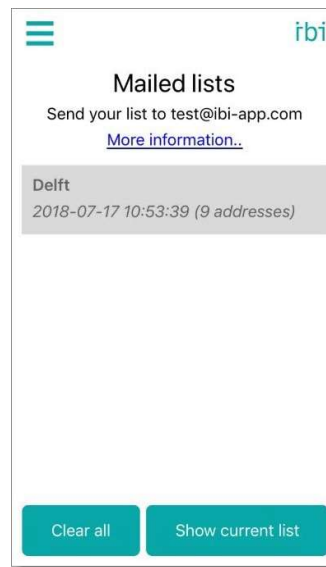 ibi
Mailed lists
Send your list to test@ibi-app.com
More information..
Delft
2018-07-17 10:53:39 (9 addresses)
Clear all
Show current list